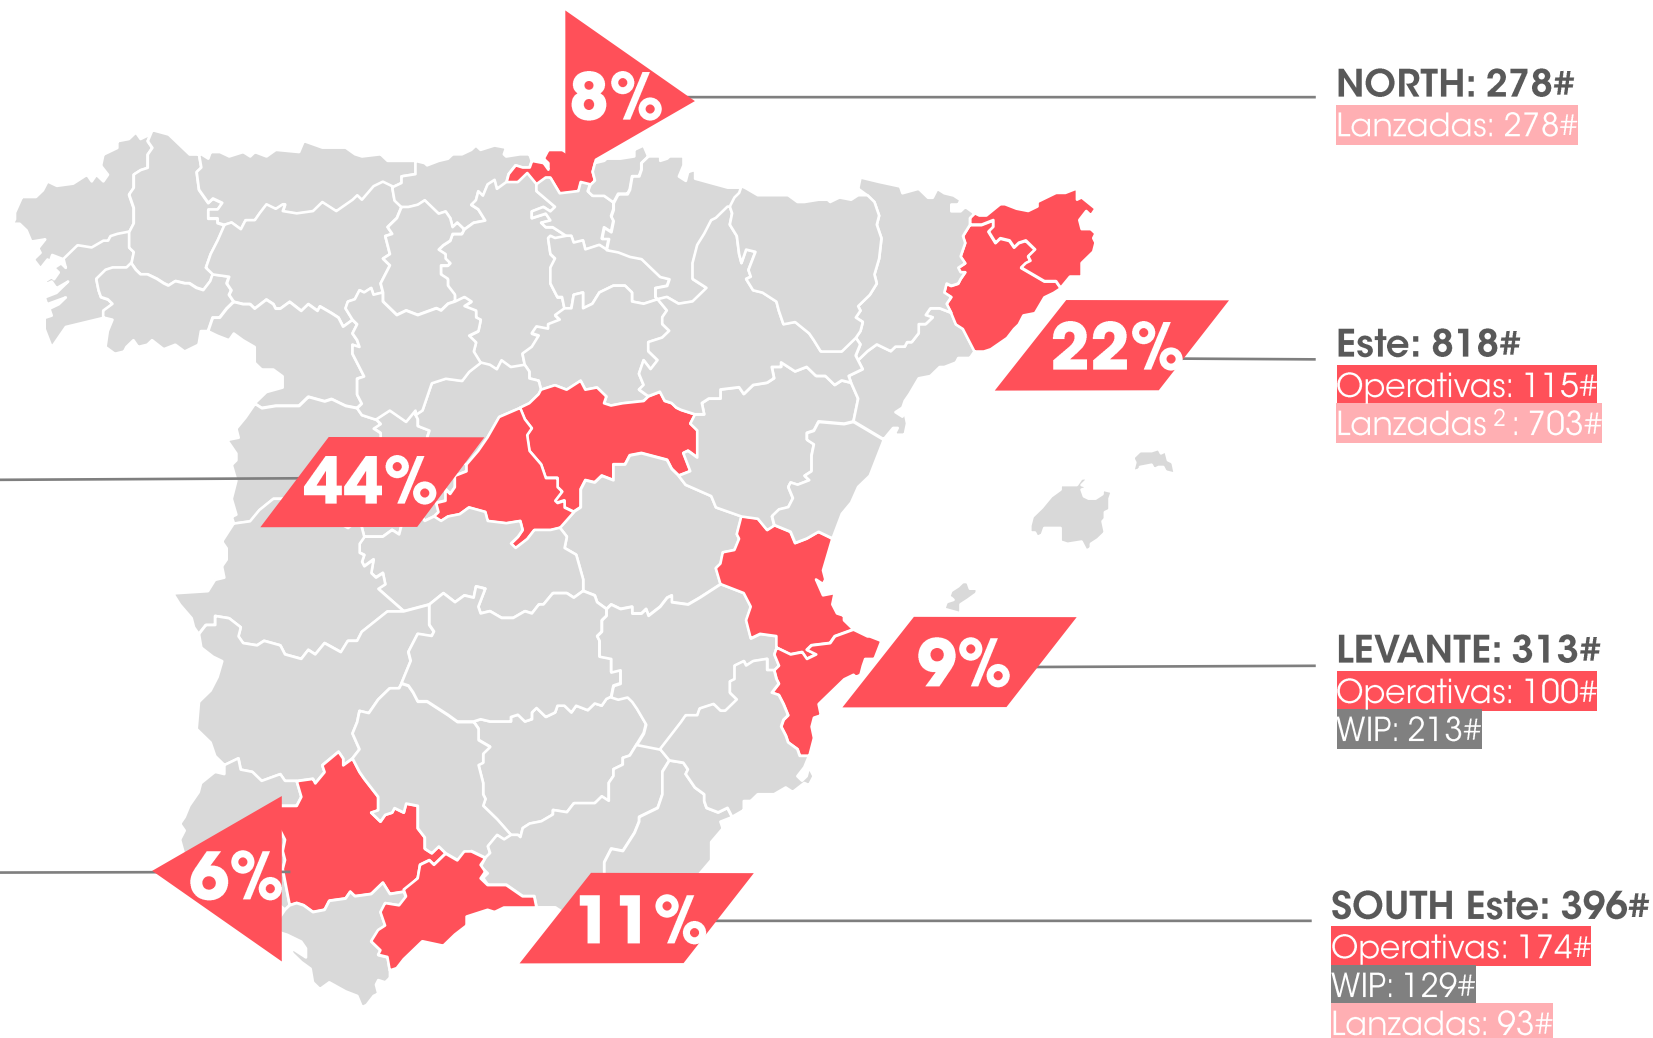 8%
NORTH: 278#
Lanzadas: 278#
22%
Este: 818#
Operativas: 115#
Lanzadas ² : 703#
44%
9%
LEVANTE: 313#
Operativas: 100#
WIP: 213#
6%
11%
SOUTH Este: 396#
Operativas: 174#
WIP: 129#
Lanzadas: 93#